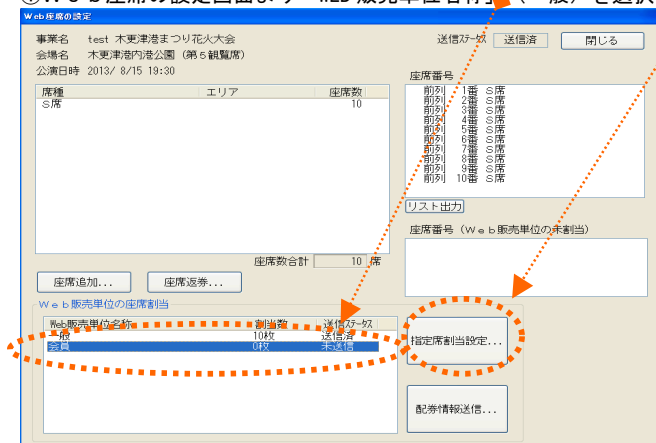 Web座席の設定
事業名 test 木更津港まつり花火大会
会場名 木更津港内港公園(第5観覧席)
公演日時 2013/ 8/15 19:30
送信ステータス 送信済 閉じる
席種 エリア 座席数
S席 10
座席番号
前列 1番 S席
前列 2番 S席
前列 3番 S席
前列 4番 S席
前列 5番 S席
前列 6番 S席
前列 7番 S席
前列 8番 S席
前列 9番 S席
前列 10番 S席
リスト出力
座席番号(Web販売単位の未割当)
座席数合計 10 席
座席追加... 座席返券...
Web販売単位の座席割当
Web販売単位名称 割当数 送信ステータス
一般 10枚 送信済
会員 0枚 未送信
指定席割当設定...
配券情報送信...